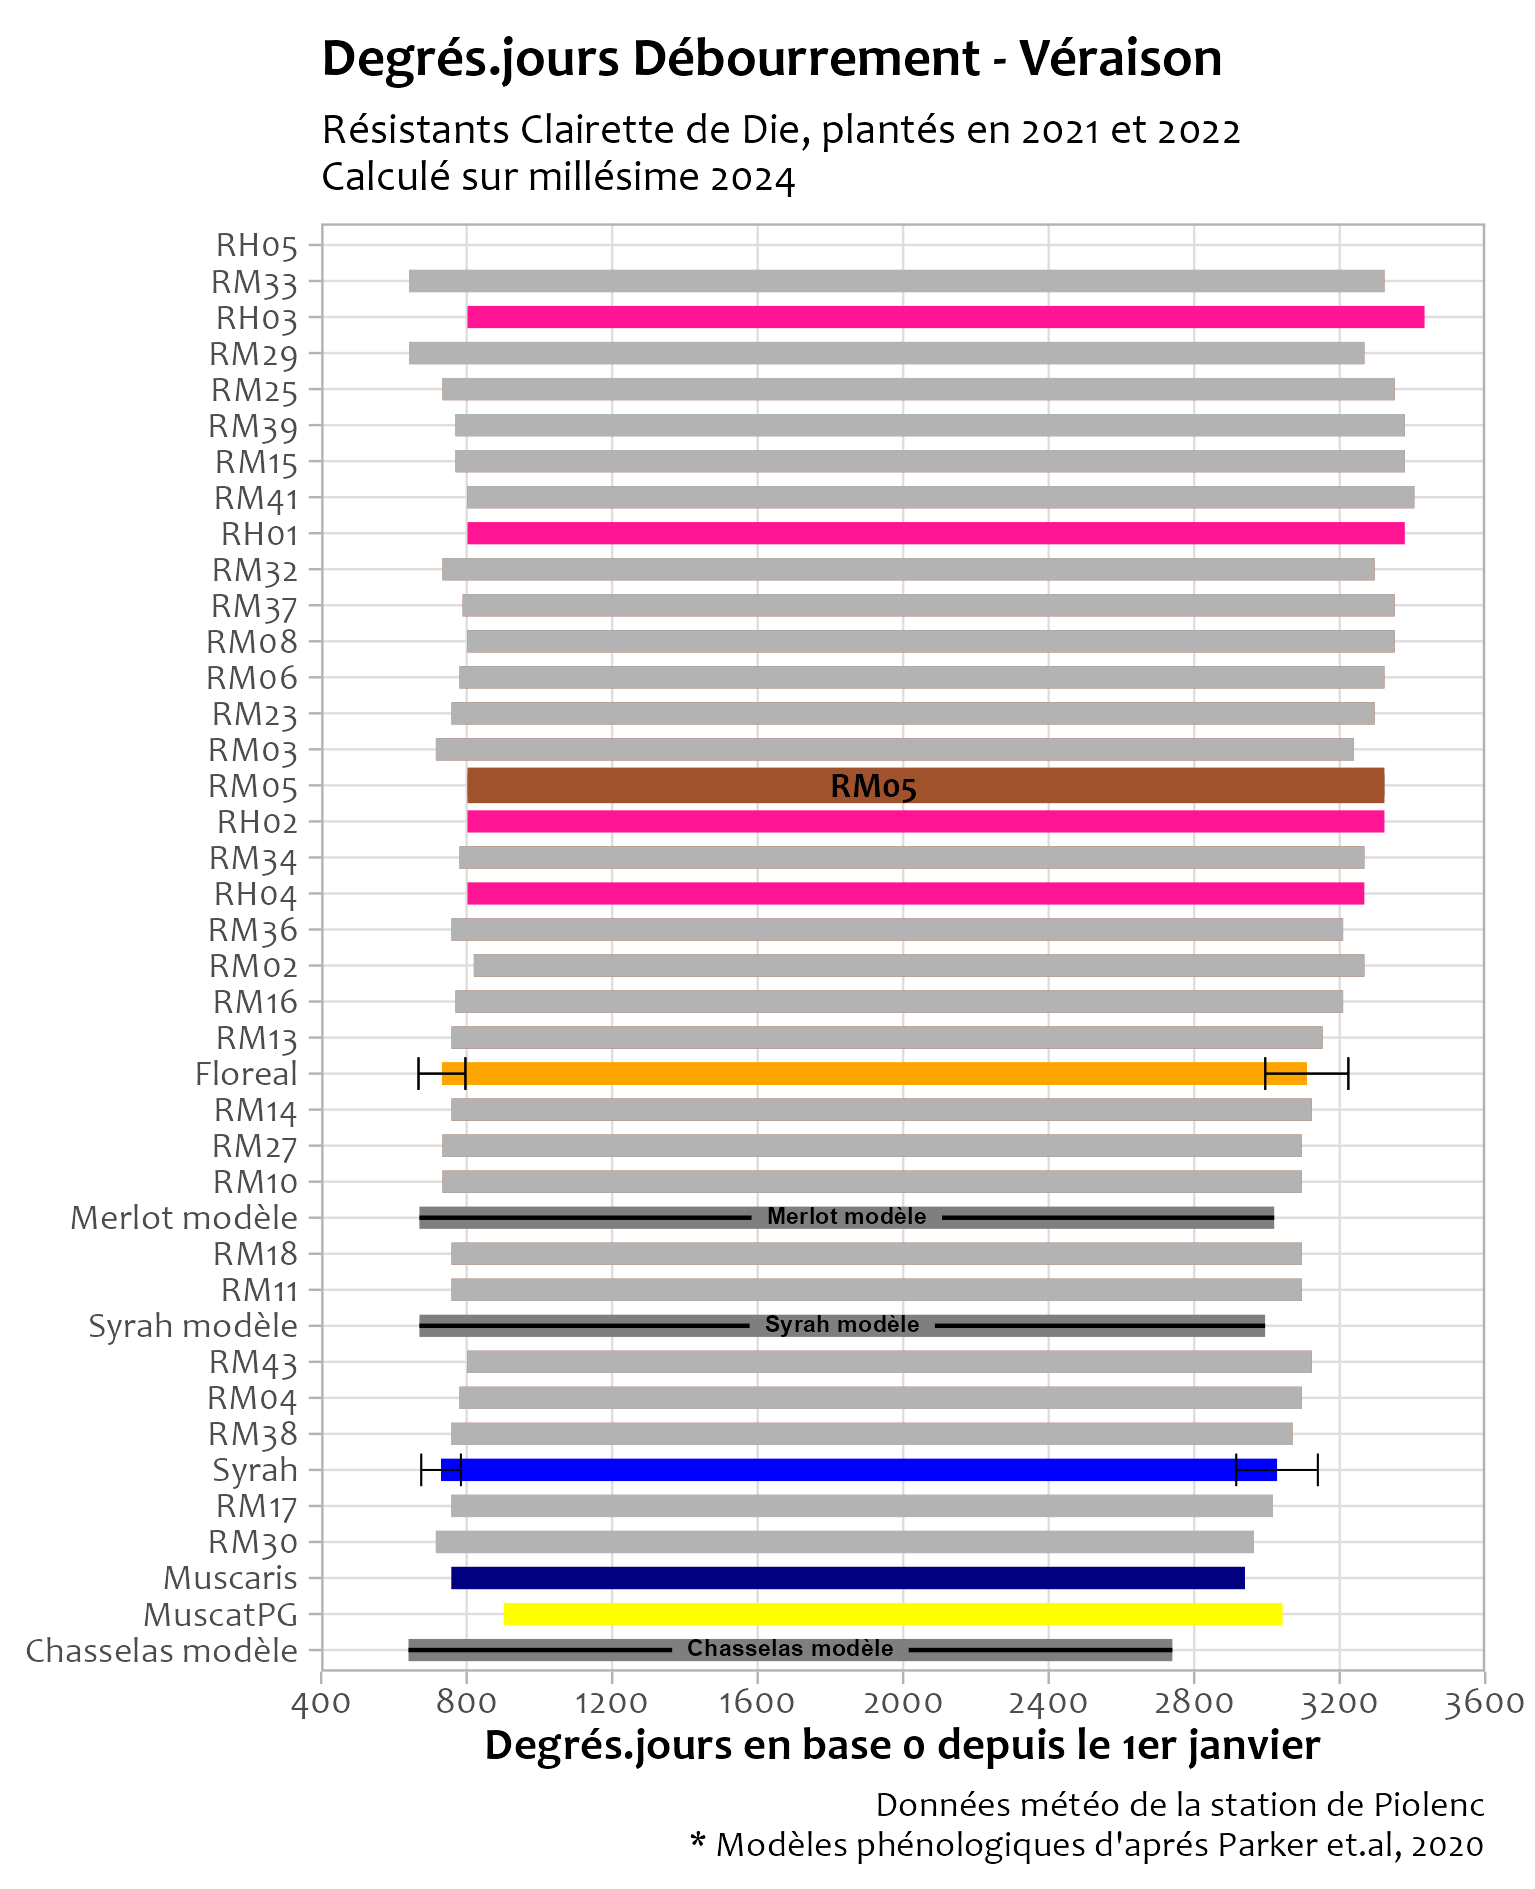 Degrés.jours Débourrement - Véraison
Résistants Clairette de Die, plantés en 2021 et 2022
Calculé sur millésime 2024
RH05
RM33
RH03
RM29
RM25
RM39
RM15
RM41
RH01
RM32
RM37
RM08
RM06
RM23
RM03
RM05 RM05
RH02
RM34
RH04
RM36
RM02
RM16
RM13
Floreal
RM14
RM27
RM10
Merlot modèle Merlot modèle
RM18
RM11
Syrah modèle Syrah modèle
RM43
RM04
RM38
Syrah
RM17
RM30
Muscaris
MuscatPG
Chasselas modèle Chasselas modèle
400 800 1200 1600 2000 2400 2800 3200 3600
Degrés.jours en base 0 depuis le 1er janvier
Données météo de la station de Piolenc
* Modèles phénologiques d'aprés Parker et.al, 2020